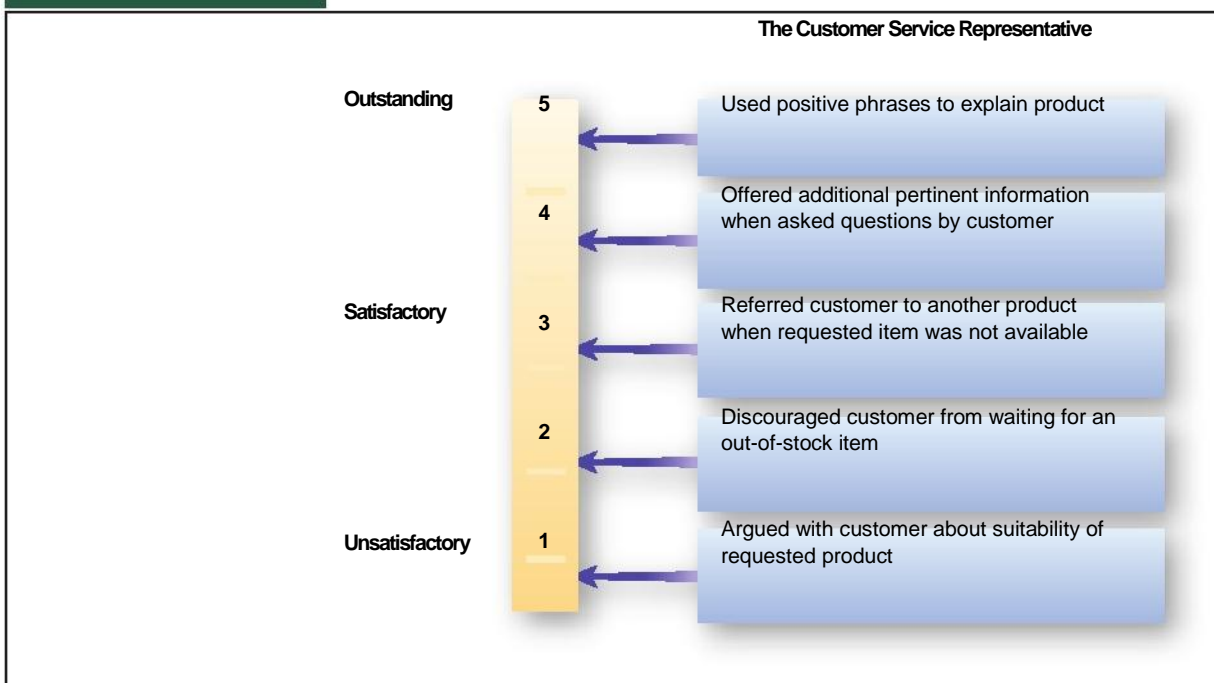 The Customer Service Representative
Outstanding
5
Used positive phrases to explain product
4
Offered additional pertinent information
when asked questions by customer
Satisfactory
3
Referred customer to another product
when requested item was not available
2
Discouraged customer from waiting for an
out-of-stock item
Unsatisfactory
1
Argued with customer about suitability of
requested product